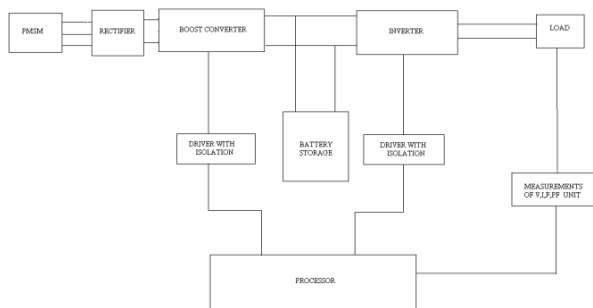 PMSM
RECTIFIER
BOOST CONVERTER
INVERTER
LOAD
DRIVER WITH
ISOLATION
BATTERY
STORAGE
DRIVER WITH
ISOLATION
MEASUREMENTS
OF V,I,F,PF UNIT
PROCESSOR